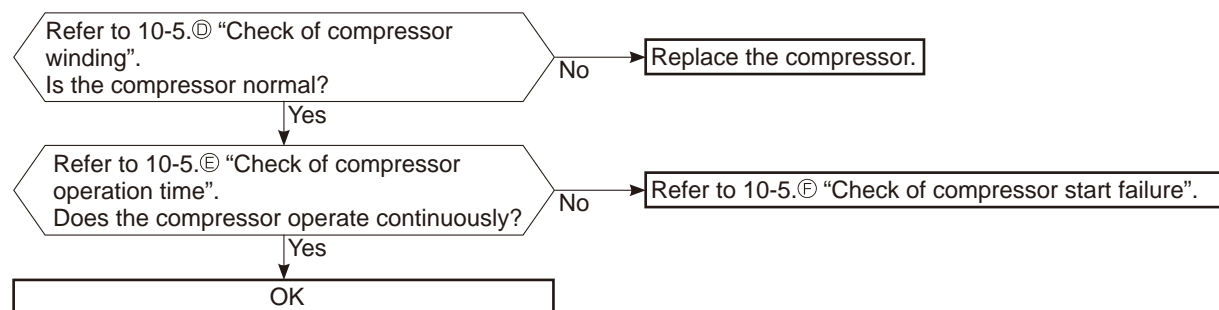 Refer to 10-5.Ⓓ “Check of compressor
winding”.
Is the compressor normal?
No
Replace the compressor.
Yes
Refer to 10-5.Ⓔ “Check of compressor
operation time”.
Does the compressor operate continuously?
No
Refer to 10-5.Ⓕ “Check of compressor start failure”.
Yes
OK